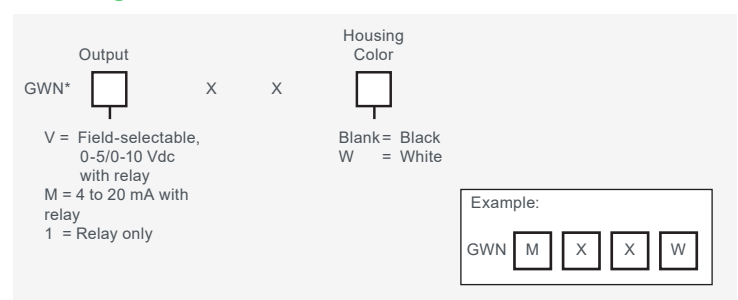 Housing
Output Color
GWN* X X
V = Field-selectable,
0-5/0-10 Vdc
with relay
M = 4 to 20 mA with
relay
1 = Relay only
Blank = Black
W = White
Example:
GWN M X X W